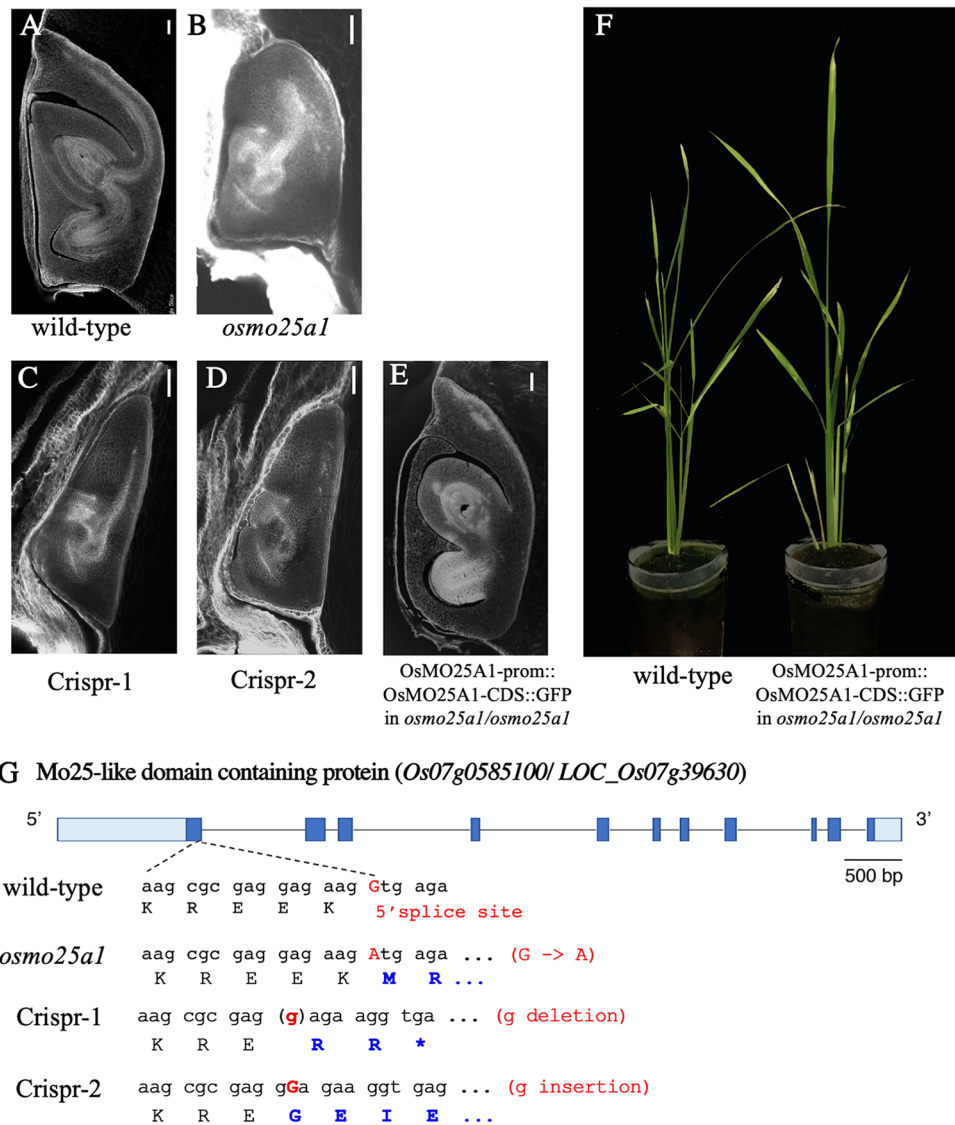 A
B
F
wild-type
osmo25a1
C
D
E
Crispr-1
Crispr-2
OsMO25A1-prom::
OsMO25A1-CDS::GFP
in osmo25a1/osmo25a1
wild-type
OsMO25A1-prom::
OsMO25A1-CDS::GFP
in osmo25a1/osmo25a1
G Mo25-like domain containing protein (Os07g0585100/ LOC_Os07g39630)
5’
3’
500 bp
wild-type
aag cgc gag gag aag Gtg aga
K R E E K
5’splice site
osmo25a1
aag cgc gag gag aag Atg aga ... (G -> A)
K R E E K M R ...
Crispr-1
aag cgc gag (g)aga agg tga ... (g deletion)
K R E R R *
Crispr-2
aag cgc gag gGa gaa ggt gag ... (g insertion)
K R E G E I E ...